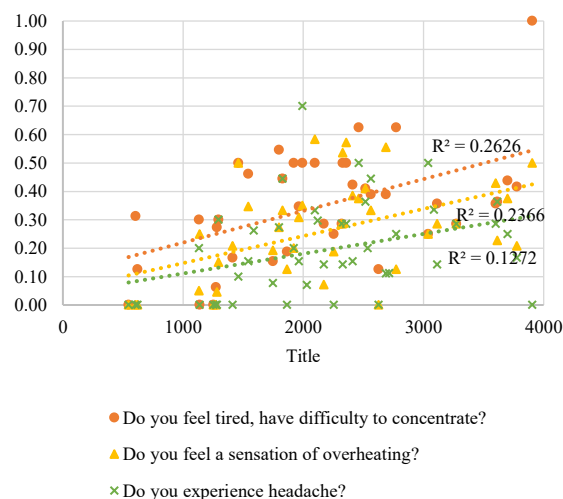 1.00
0.90
0.80
0.70
0.60
R² = 0.2626
0.50
0.40
0.30
R² = 0.2366
0.20
R² = 0.1272
0.10
0.00
0 1000 2000 3000 4000
Title
Do you feel tired, have difficulty to concentrate?
Do you feel a sensation of overheating?
Do you experience headache?